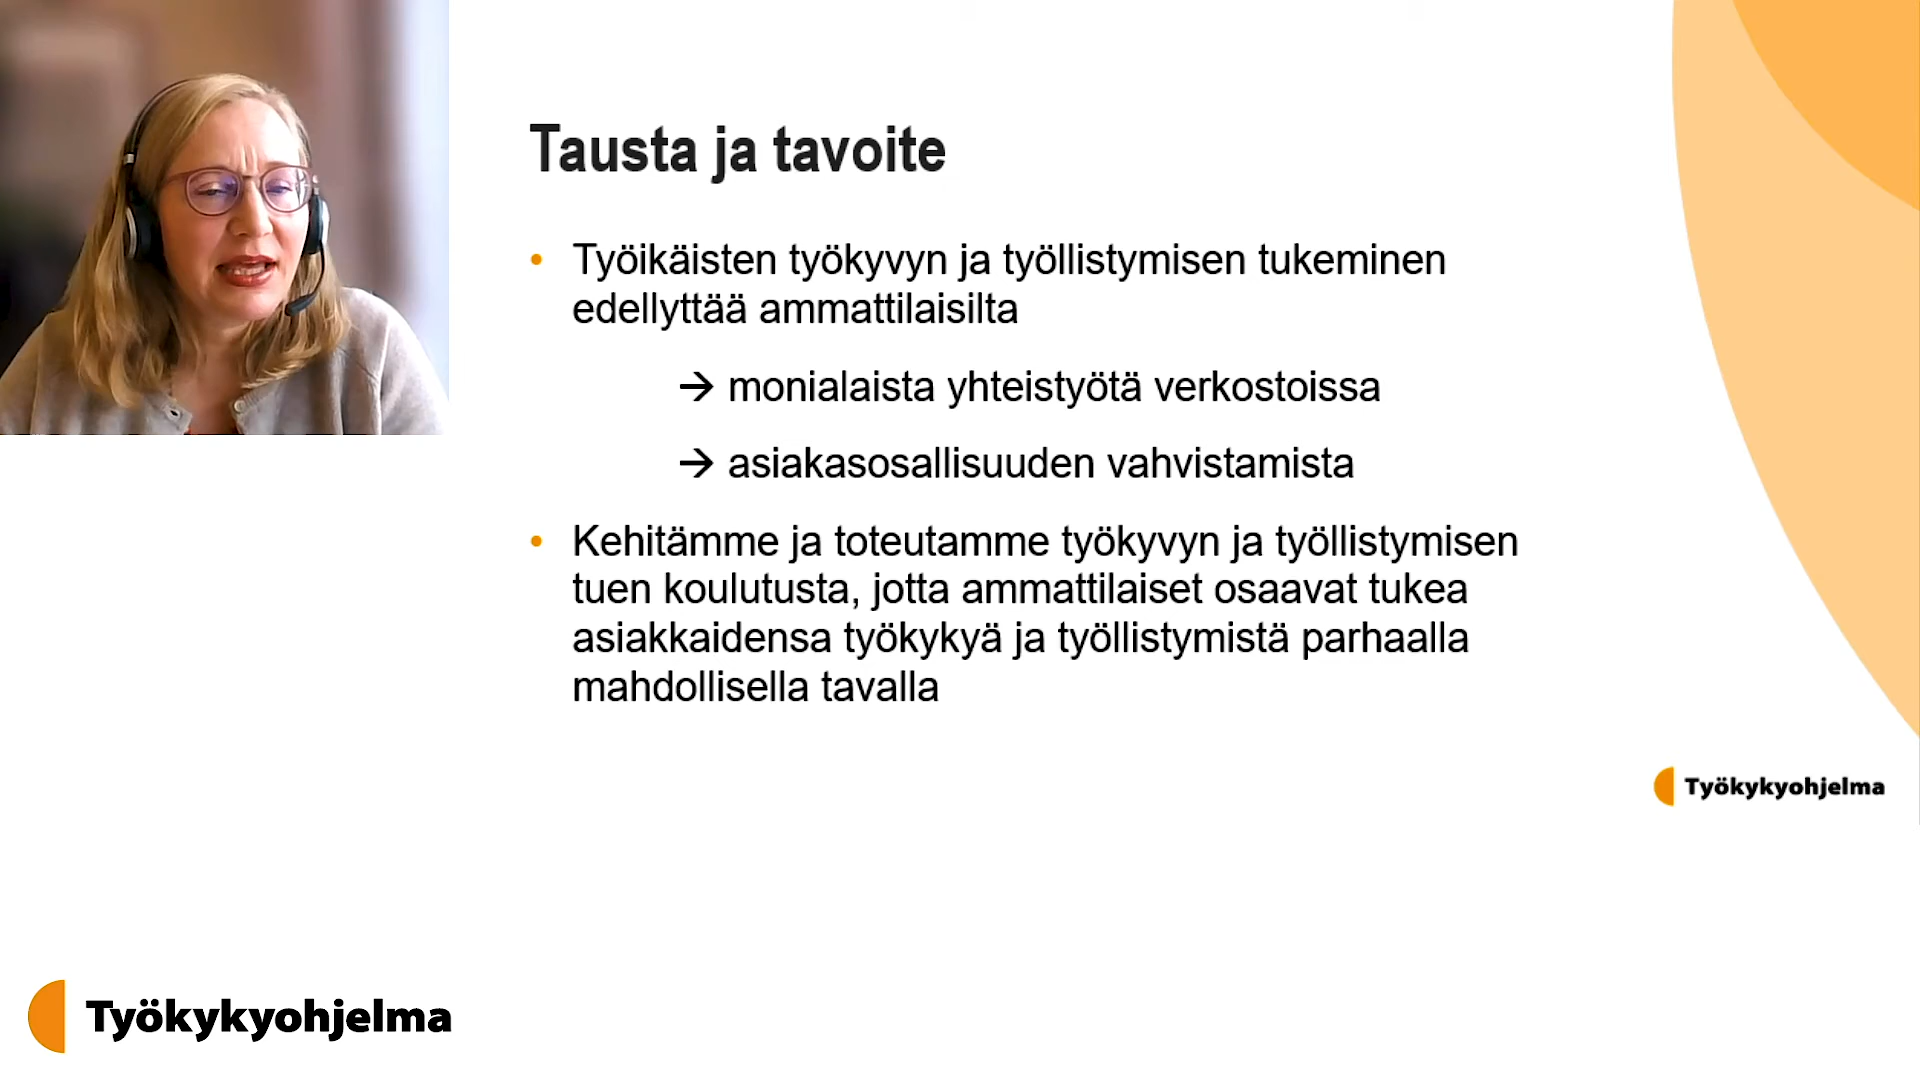 Tausta ja tavoite
• Työikäisten työkyvyn ja työllistymisen tukeminen
edellyttää ammattilaisilta
→ monialaista yhteistyötä verkostoissa
→ asiakasosallisuuden vahvistamista
• Kehitämme ja toteutamme työkyvyn ja työllistymisen
tuen koulutusta, jotta ammattilaiset osaavat tukea
asiakkaidensa työkykyä ja työllistymistä parhaalla
mahdollisella tavalla
Työkykyohjelma
Työkykyohjelma